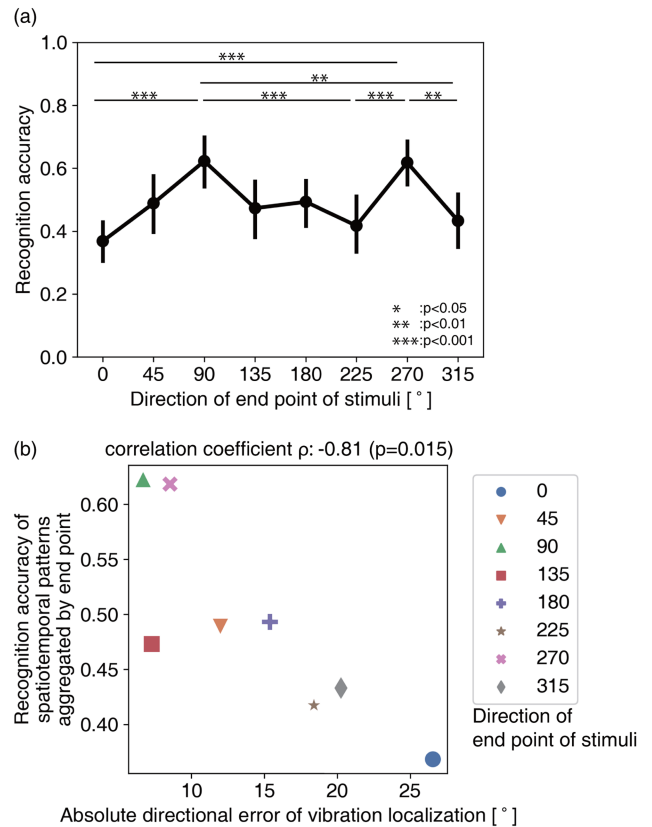 (a)
1.0
0.8
0.6
0.4
0.2
0.0
Recognition accuracy
***
**
***
***
***
**
* :p<0.05
** :p<0.01
***:p<0.001
0 45 90 135 180 225 270 315
Direction of end point of stimuli [°]
(b)
correlation coefficient ρ: -0.81 (p=0.015)
0.60
0.55
0.50
0.45
0.40
Recognition accuracy of
spatiotemporal patterns
aggregated by end point
10 15 20 25
Absolute directional error of vibration localization [°]
0
45
90
135
180
225
270
315
Direction of
end point of stimuli